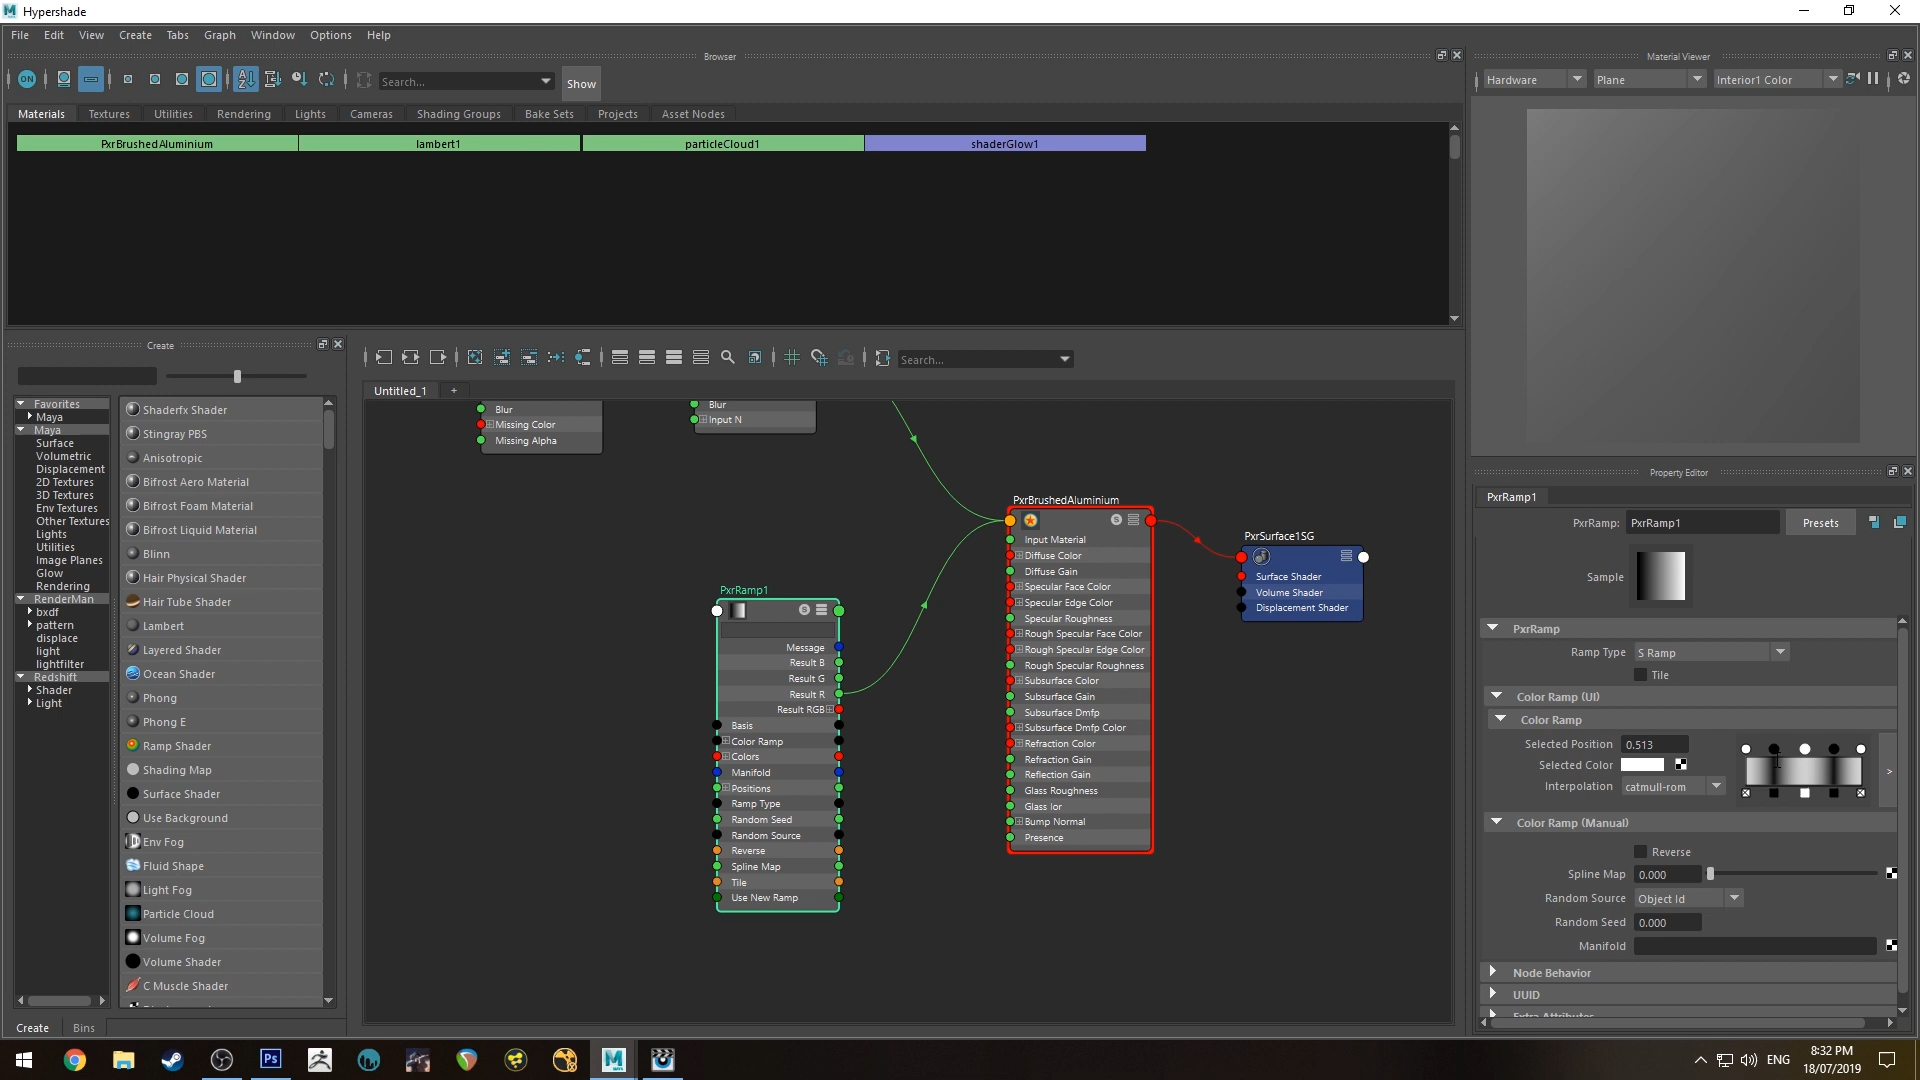 Hypershade
File Edit View Create Tabs Graph Window Options Help
Browser
ON Search... Show
Materials Textures Utilities Rendering Lights Cameras Shading Groups Bake Sets Projects Asset Nodes
PxrBrushedAluminium lambert1 particleCloud1 shaderGlow1
Material Viewer
Hardware Plane Interior1 Color
Create
Favorites
Maya
Maya
Surface
Volumetric
Displacement
2D Textures
3D Textures
Env Textures
Other Textures
Lights
Utilities
Image Planes
Glow
Rendering
RenderMan
bxdf
pattern
displace
light
lightfilter
Redshift
Shader
Light
Shaderfx Shader
Stingray PBS
Anisotropic
Bifrost Aero Material
Bifrost Foam Material
Bifrost Liquid Material
Blinn
Hair Physical Shader
Hair Tube Shader
Lambert
Layered Shader
Ocean Shader
Phong
Phong E
Ramp Shader
Shading Map
Surface Shader
Use Background
Env Fog
Fluid Shape
Light Fog
Particle Cloud
Volume Fog
Volume Shader
C Muscle Shader
Create Bins
Search...
Untitled_1 +
Blur
Missing Color
Missing Alpha
Blur
Input N
PxrRamp1
S
Message
Result B
Result G
Result R
Result RGB
Basis
Color Ramp
Colors
Manifold
Positions
Ramp Type
Random Seed
Random Source
Reverse
Spline Map
Tile
Use New Ramp
PxrBrushedAluminium
S
Input Material
Diffuse Color
Diffuse Gain
Specular Face Color
Specular Edge Color
Specular Roughness
Rough Specular Face Color
Rough Specular Edge Color
Rough Specular Roughness
Subsurface Color
Subsurface Gain
Subsurface Dmfp
Subsurface Dmfp Color
Refraction Color
Refraction Gain
Reflection Gain
Glass Roughness
Glass Ior
Bump Normal
Presence
PxrSurface1SG
Surface Shader
Volume Shader
Displacement Shader
Property Editor
PxrRamp1
PxrRamp: PxrRamp1 Presets
Sample
PxrRamp
Ramp Type S Ramp
Tile
Color Ramp (UI)
Color Ramp
Selected Position 0.513
Selected Color
Interpolation catmull-rom
>
Color Ramp (Manual)
Reverse
Spline Map 0.000
Random Source Object Id
Random Seed 0.000
Manifold
Node Behavior
UUID
Extra Attributes
Ps
ENG
8:32 PM
18/07/2019